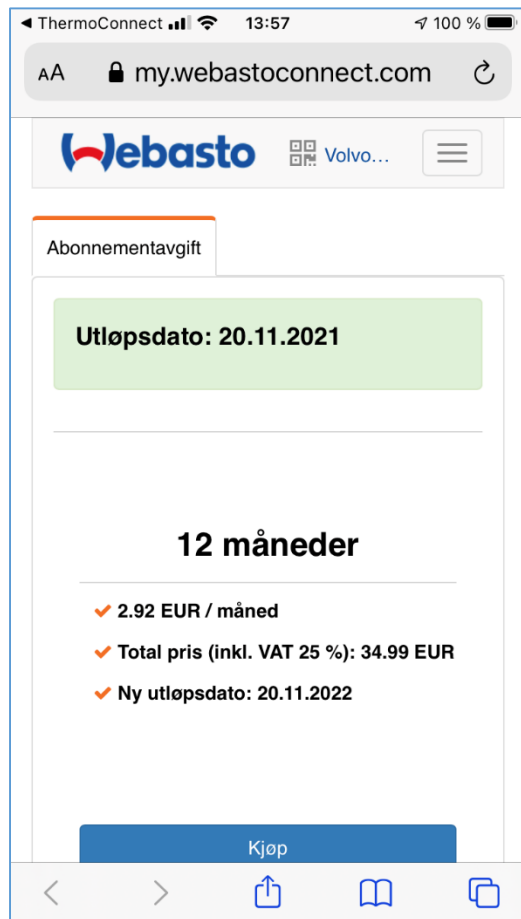 ThermoConnect 13:57 100 %
AA my.webastoconnect.com
Webasto Volvo...
Abonnementavgift
Utløpsdato: 20.11.2021
12 måneder
2.92 EUR / måned
Total pris (inkl. VAT 25 %): 34.99 EUR
Ny utløpsdato: 20.11.2022
Kjøp